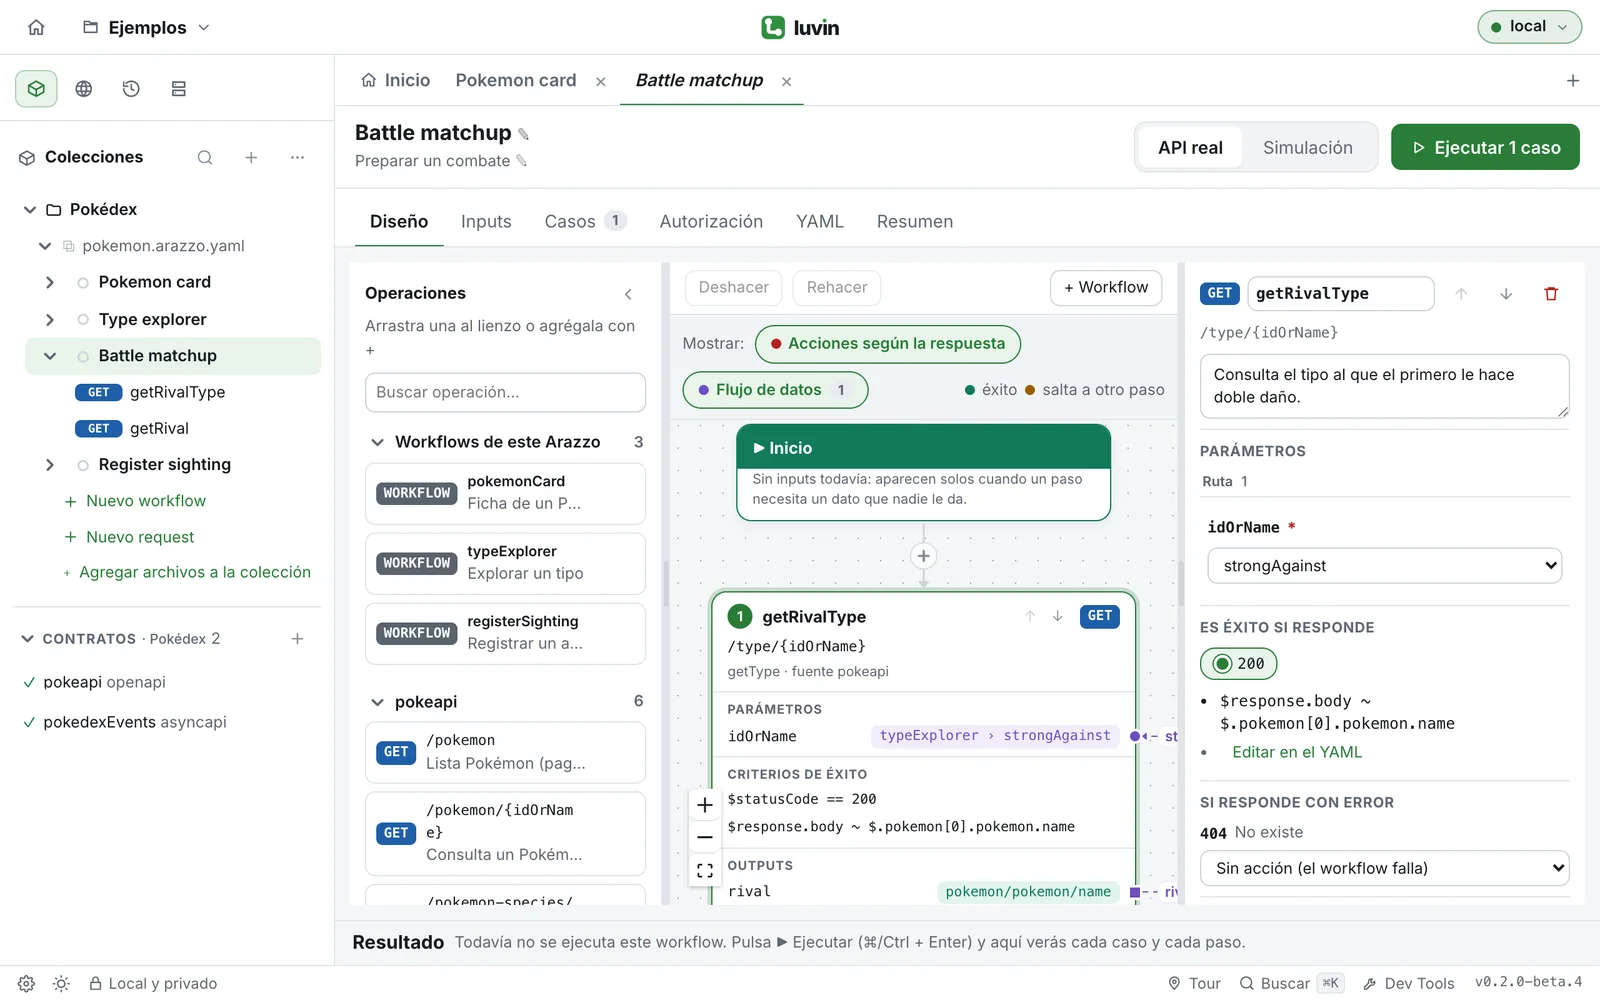 Ejemplos
luvin
local
Inicio
Pokemon card
Battle matchup
Battle matchup
Preparar un combate
API real
Simulación
Ejecutar 1 caso
Colecciones
Pokédex
pokemon.arazzo.yaml
Pokemon card
Type explorer
Battle matchup
GET getRivalType
GET getRival
Register sighting
+ Nuevo workflow
+ Nuevo request
+ Agregar archivos a la colección
CONTRATOS · Pokédex 2
pokeapi openapi
pokedexEvents asyncapi
Diseño
Inputs
Casos 1
Autorización
YAML
Resumen
Operaciones
Arrastra una al lienzo o agrégala con
+
Buscar operación...
Workflows de este Arazzo 3
WORKFLOW
pokemonCard
Ficha de un P...
WORKFLOW
typeExplorer
Explorar un tipo
WORKFLOW
registerSighting
Registrar un a...
pokeapi 6
GET
/pokemon
Lista Pokémon (pag...
GET
/pokemon/{idOrNam
e}
Consulta un Pokém...
/pokemon-species/
Deshacer
Rehacer
+ Workflow
Mostrar:
Acciones según la respuesta
Flujo de datos 1
éxito
salta a otro paso
Inicio
Sin inputs todavía: aparecen solos cuando un paso
necesita un dato que nadie le da.
1 getRivalType
GET
/type/{idOrName}
getType · fuente pokeapi
PARÁMETROS
idOrName
typeExplorer › strongAgainst
st
CRITERIOS DE ÉXITO
$statusCode == 200
$response.body ~ $.pokemon[0].pokemon.name
OUTPUTS
rival
pokemon/pokemon/name
riv
GET getRivalType
/type/{idOrName}
Consulta el tipo al que el primero le hace
doble daño.
PARÁMETROS
Ruta 1
idOrName *
strongAgainst
ES ÉXITO SI RESPONDE
200
• $response.body ~
$.pokemon[0].pokemon.name
• Editar en el YAML
SI RESPONDE CON ERROR
404 No existe
Sin acción (el workflow falla)
Resultado
Todavía no se ejecuta este workflow. Pulsa ▶ Ejecutar (⌘/Ctrl + Enter) y aquí verás cada caso y cada paso.
Local y privado
Tour
Buscar ⌘K
Dev Tools
v0.2.0-beta.4